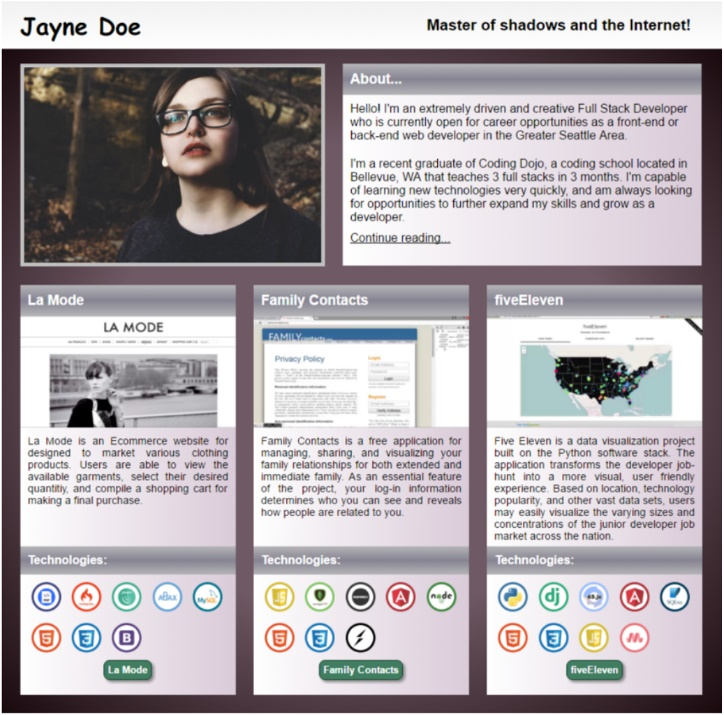 Jayne Doe
Master of shadows and the Internet!
About...
Hello! I'm an extremely driven and creative Full Stack Developer
who is currently open for career opportunities as a front-end or
back-end web developer in the Greater Seattle Area.
I'm a recent graduate of Coding Dojo, a coding school located in
Bellevue, WA that teaches 3 full stacks in 3 months. I'm capable
of learning new technologies very quickly, and am always looking
for opportunities to further expand my skills and grow as a
developer.
Continue reading...
La Mode
LA MODE
La Mode is an Ecommerce website for
designed to market various clothing
products. Users are able to view the
available garments, select their desired
quantitiy, and compile a shopping cart for
making a final purchase.
Technologies:
AJAX
MySQL
B
La Mode
Family Contacts
FAMILYcontacts
Privacy Policy
Login
Register
Family Contacts is a free application for
managing, sharing, and visualizing your
family relationships for both extended and
immediate family. As an essential feature
of the project, your log-in information
determines who you can see and reveals
how people are related to you.
Technologies:
node
Family Contacts
fiveEleven
fiveEleven
Five Eleven is a data visualization project
built on the Python software stack. The
application transforms the developer job-
hunt into a more visual, user friendly
experience. Based on location, technology
popularity, and other vast data sets, users
may easily visualize the varying sizes and
concentrations of the junior developer job
market across the nation.
Technologies:
dj
fiveEleven